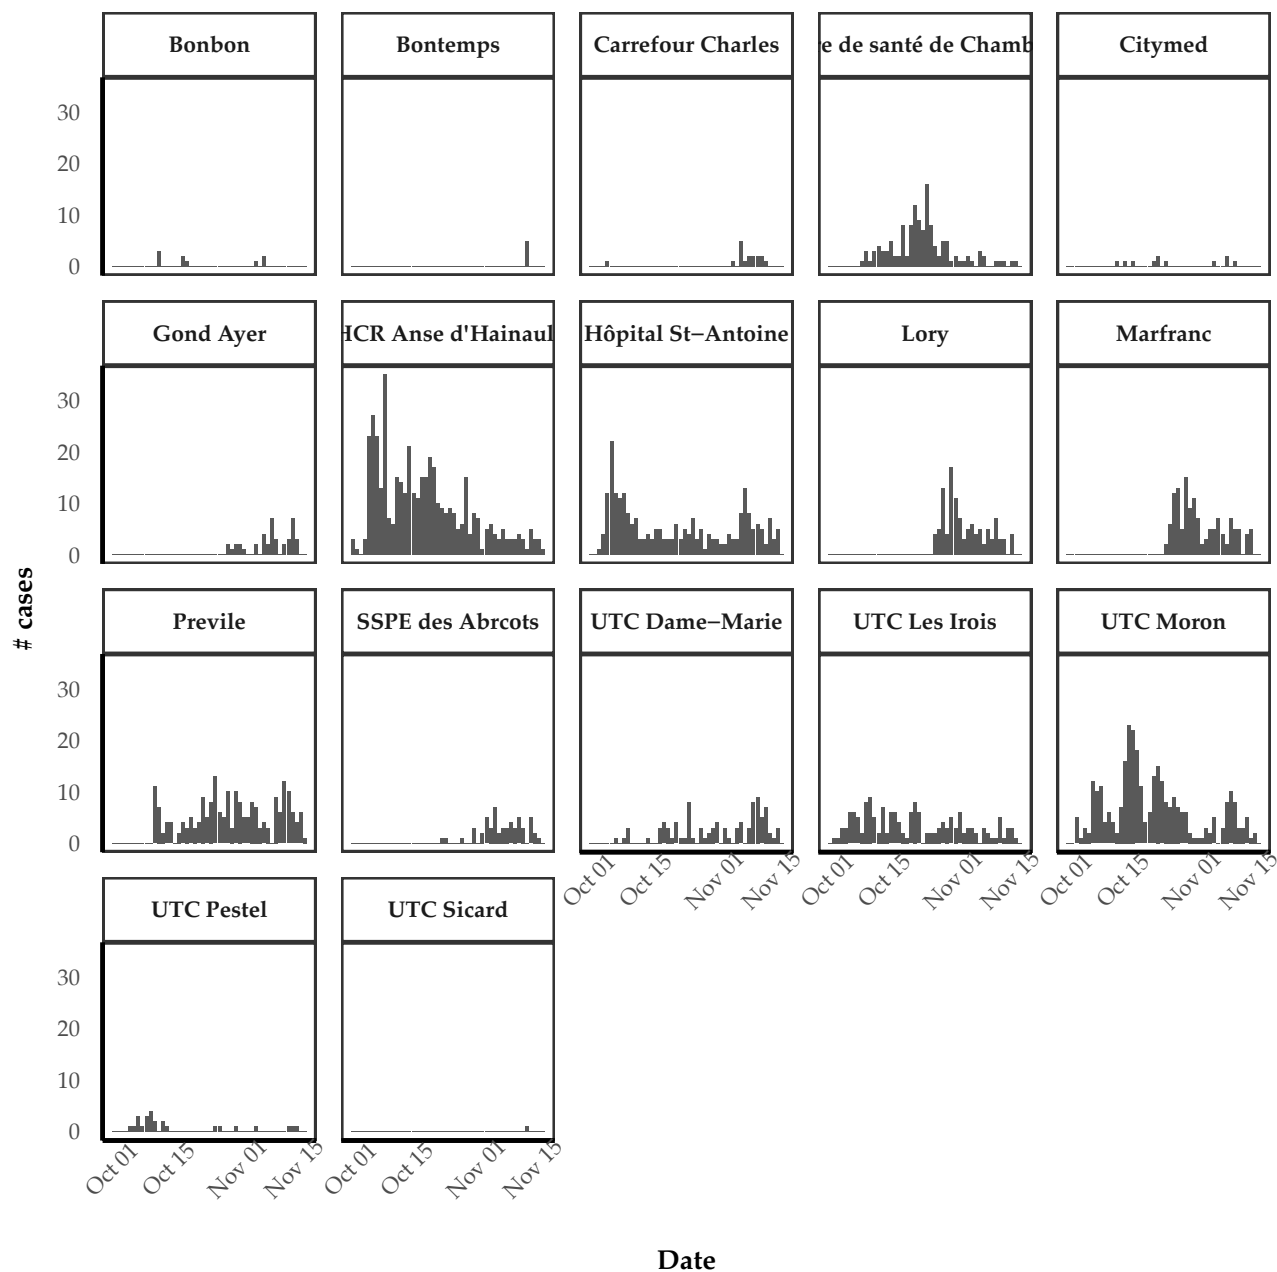 Bonbon Bontemps Carrefour Charles e de santé de Chamb Citymed
30
20
10
0
Gond Ayer HCR Anse d'Hainaul Hôpital St−Antoine Lory Marfranc
30
20
10
0
# cases
Previle SSPE des Abrcots UTC Dame−Marie UTC Les Irois UTC Moron
30
20
10
0
Oct 01 Oct 15 Nov 01 Nov 15 Oct 01 Oct 15 Nov 01 Nov 15 Oct 01 Oct 15 Nov 01 Nov 15
UTC Pestel UTC Sicard
30
20
10
0
Oct 01 Oct 15 Nov 01 Nov 15 Oct 01 Oct 15 Nov 01 Nov 15
Date